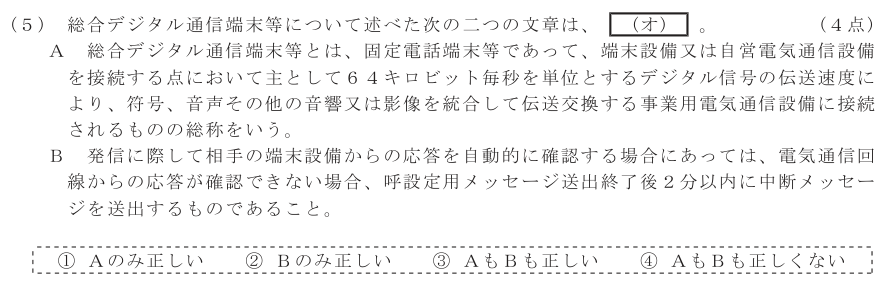 （５） 総合デジタル通信端末等について述べた次の二つの文章は、 （オ） 。 （４点）
Ａ 総合デジタル通信端末等とは、固定電話端末等であって、端末設備又は自営電気通信設備
を接続する点において主として６４キロビット毎秒を単位とするデジタル信号の伝送速度に
より、符号、音声その他の音響又は影像を統合して伝送交換する事業用電気通信設備に接続
されるものの総称をいう。
Ｂ 発信に際して相手の端末設備からの応答を自動的に確認する場合にあっては、電気通信回
線からの応答が確認できない場合、呼設定用メッセージ送出終了後２分以内に中断メッセー
ジを送出するものであること。
① Ａのみ正しい ② Ｂのみ正しい ③ ＡもＢも正しい ④ ＡもＢも正しくない